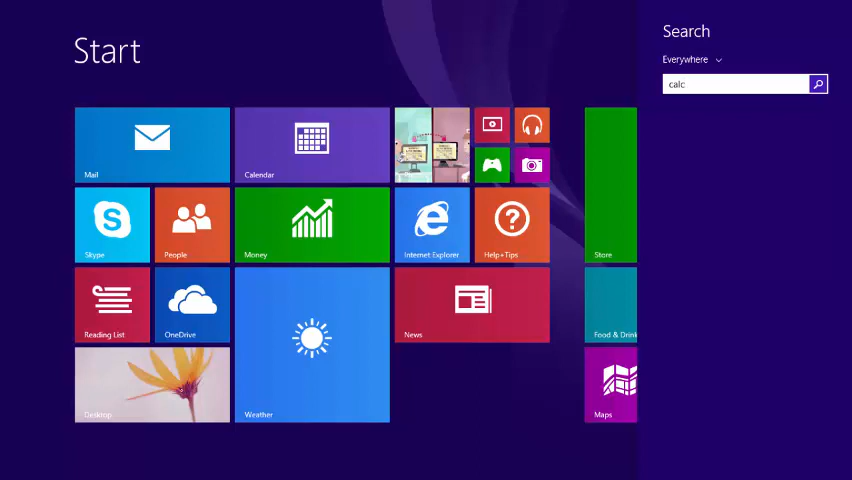 Start
Search
Everywhere
calc
Mail
Calendar
Skype
People
Money
Internet Explorer
Help+Tips
Store
Reading List
OneDrive
News
Food & Drink
Desktop
Weather
Maps